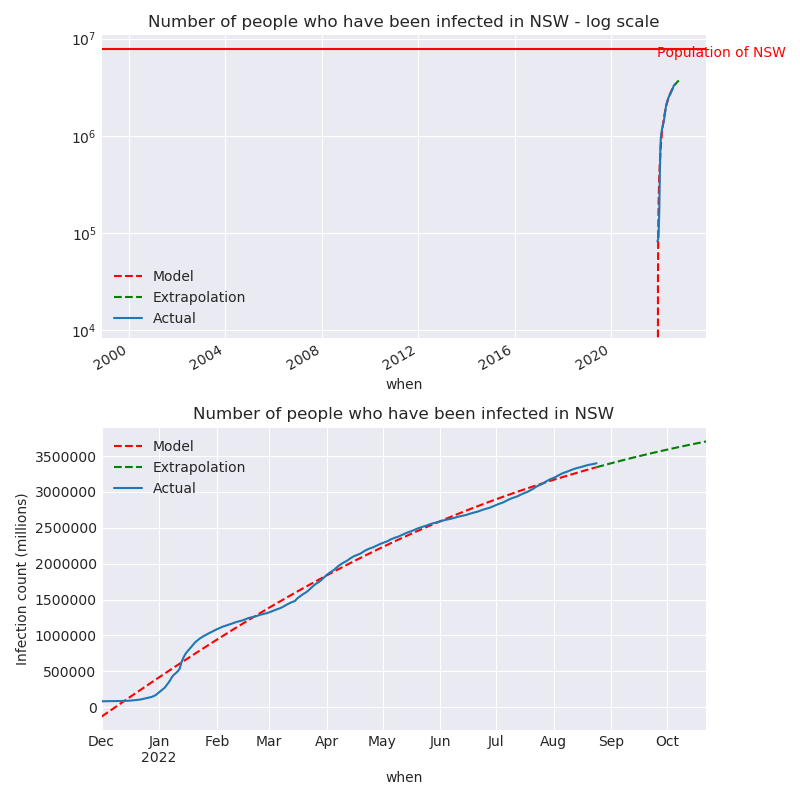 Number of people who have been infected in NSW - log scale
10^7
Population of NSW
10^6
10^5
10^4
Model
Extrapolation
Actual
2000
2004
2008
2012
2016
2020
when
Number of people who have been infected in NSW
Infection count (millions)
3500000
3000000
2500000
2000000
1500000
1000000
500000
0
Model
Extrapolation
Actual
Dec
Jan
2022
Feb
Mar
Apr
May
Jun
Jul
Aug
Sep
Oct
when